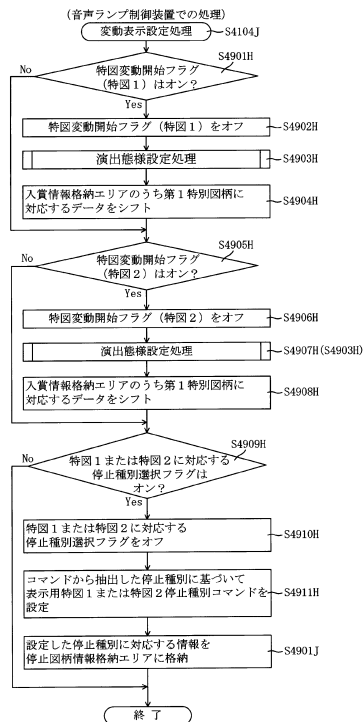 (音声ランプ制御装置での処理)
変動表示設定処理
S4104J
S4901H
特図変動開始フラグ
(特図1)はオン?
No
Yes
特図変動開始フラグ(特図1)をオフ
S4902H
演出態様設定処理
S4903H
入賞情報格納エリアのうち第1特別図柄に
対応するデータをシフト
S4904H
S4905H
No
特図変動開始フラグ
(特図2)はオン?
Yes
特図変動開始フラグ(特図2)をオフ
S4906H
演出態様設定処理
S4907H(S4903H)
入賞情報格納エリアのうち第1特別図柄に
対応するデータをシフト
S4908H
S4909H
No
特図1または特図2に対応する
停止種別選択フラグは
オン?
Yes
特図1または特図2に対応する
停止種別選択フラグをオフ
S4910H
コマンドから抽出した停止種別に基づいて
表示用特図1または特図2停止種別コマンドを
設定
S4911H
設定した停止種別に対応する情報を
停止図柄情報格納エリアに格納
S4901J
終了